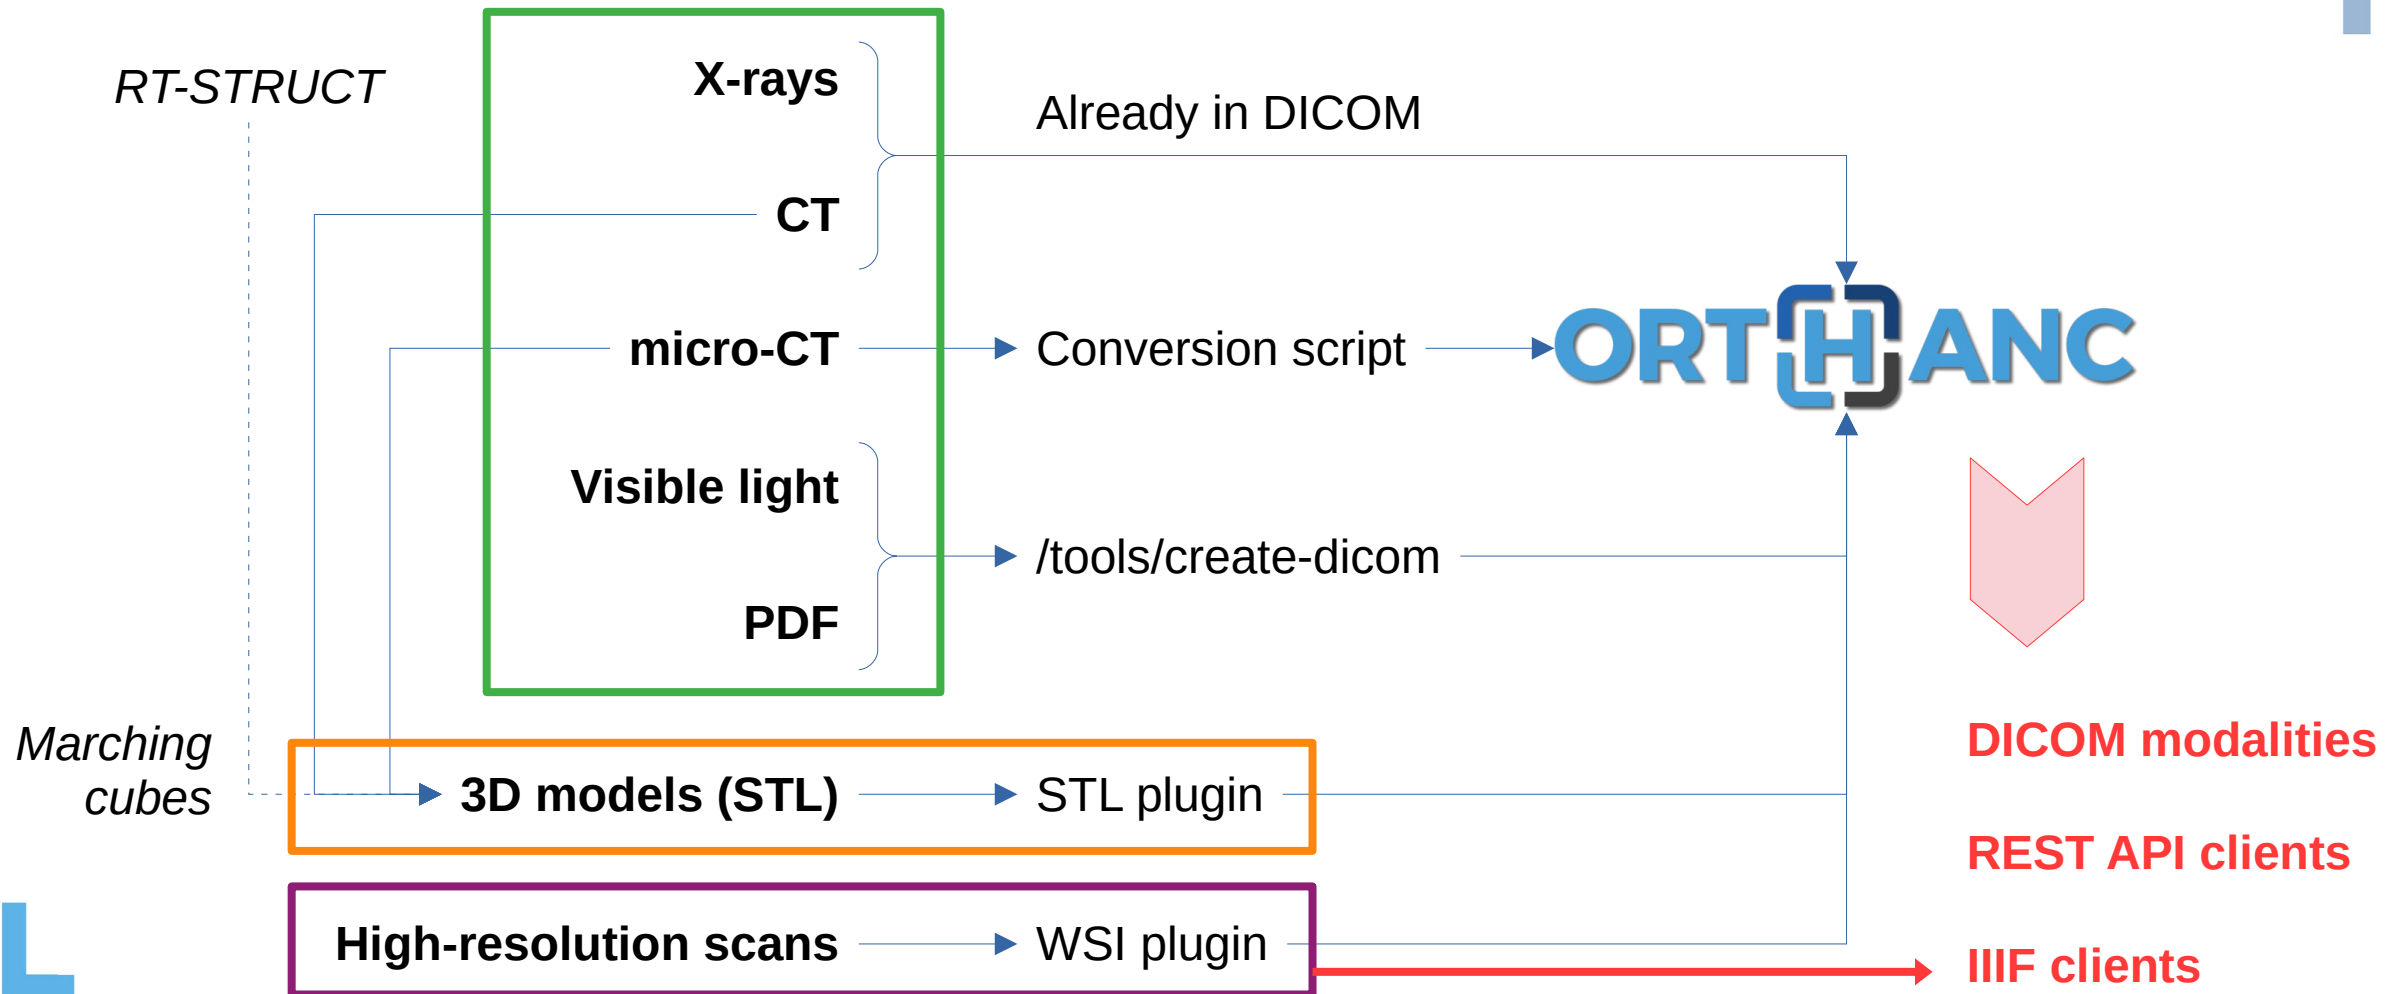 RT-STRUCT
X-rays
Already in DICOM
CT
micro-CT
Conversion script
ORTHANC
Visible light
/tools/create-dicom
PDF
Marching
cubes
3D models (STL)
STL plugin
High-resolution scans
WSI plugin
DICOM modalities
REST API clients
IIIF clients